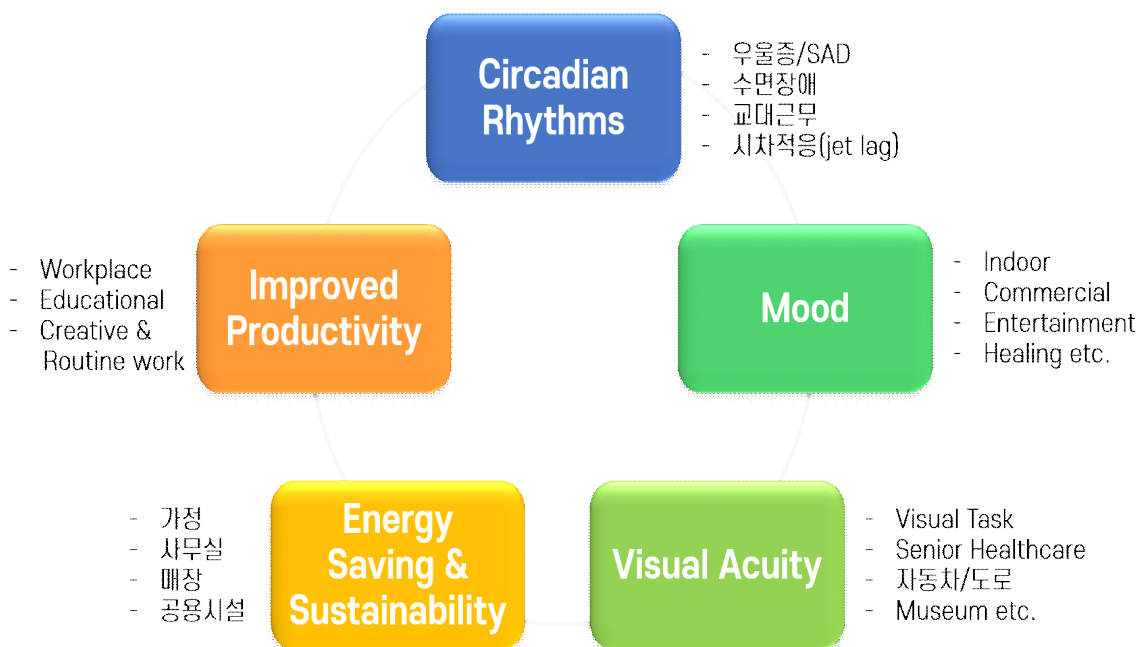 Circadian
Rhythms
- 우울증/SAD
- 수면장애
- 교대근무
- 시차적응(jet lag)
- Workplace
- Educational
- Creative &
Routine work
Improved
Productivity
Mood
- Indoor
- Commercial
- Entertainment
- Healing etc.
- 가정
- 사무실
- 매장
- 공용시설
Energy
Saving &
Sustainability
Visual Acuity
- Visual Task
- Senior Healthcare
- 자동차/도로
- Museum etc.